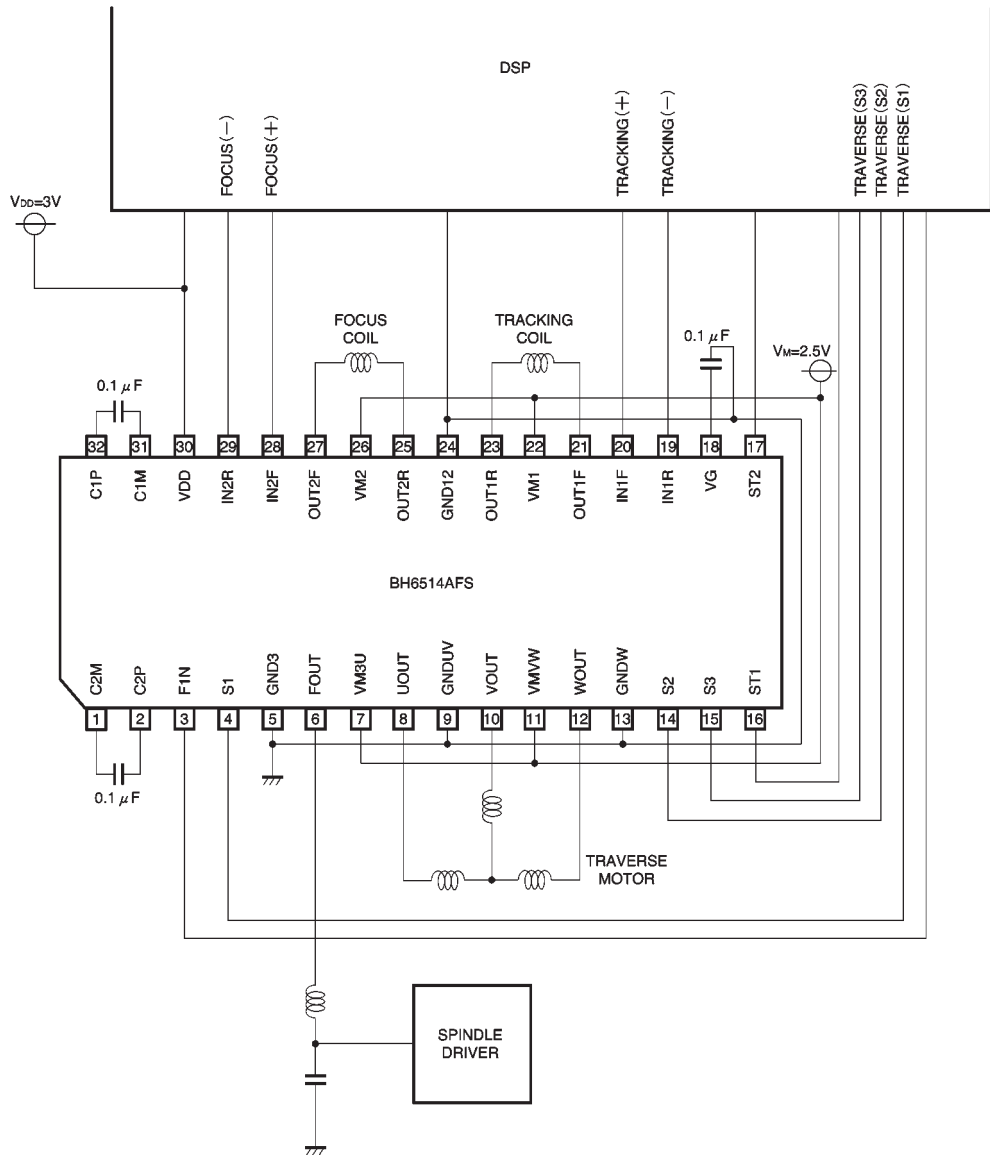 DSP
FOCUS(−)
FOCUS(+)
TRACKING(+)
TRACKING(−)
TRAVERSE(S3)
TRAVERSE(S2)
TRAVERSE(S1)
VDD=3V
FOCUS
COIL
TRACKING
COIL
0.1 μF
VM=2.5V
0.1 μF
32 31 30 29 28 27 26 25 24 23 22 21 20 19 18 17
C1P C1M VDD IN2R IN2F OUT2F VM2 OUT2R GND12 OUT1R VM1 OUT1F IN1F IN1R VG ST2
BH6514AFS
C2M C2P F1N S1 GND3 FOUT VM3U UOUT GNDUV VOUT VMVW WOUT GNDW S2 S3 ST1
1 2 3 4 5 6 7 8 9 10 11 12 13 14 15 16
0.1 μF
TRAVERSE
MOTOR
SPINDLE
DRIVER